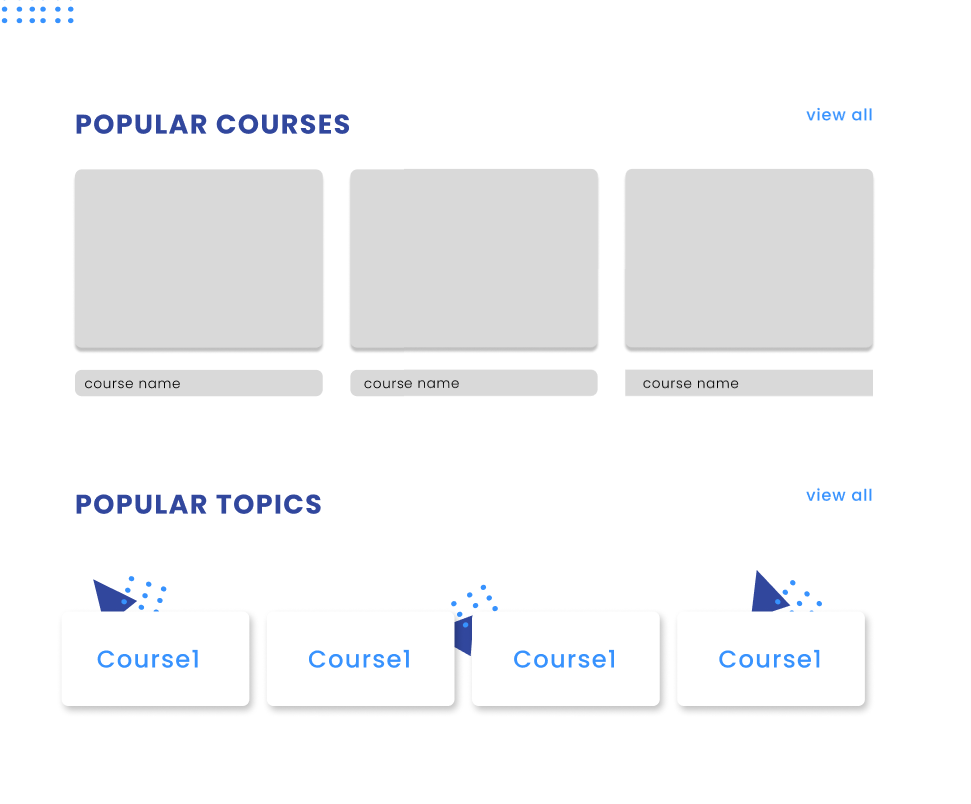 POPULAR COURSES
view all
course name
course name
course name
POPULAR TOPICS
view all
Course1
Course1
Course1
Course1